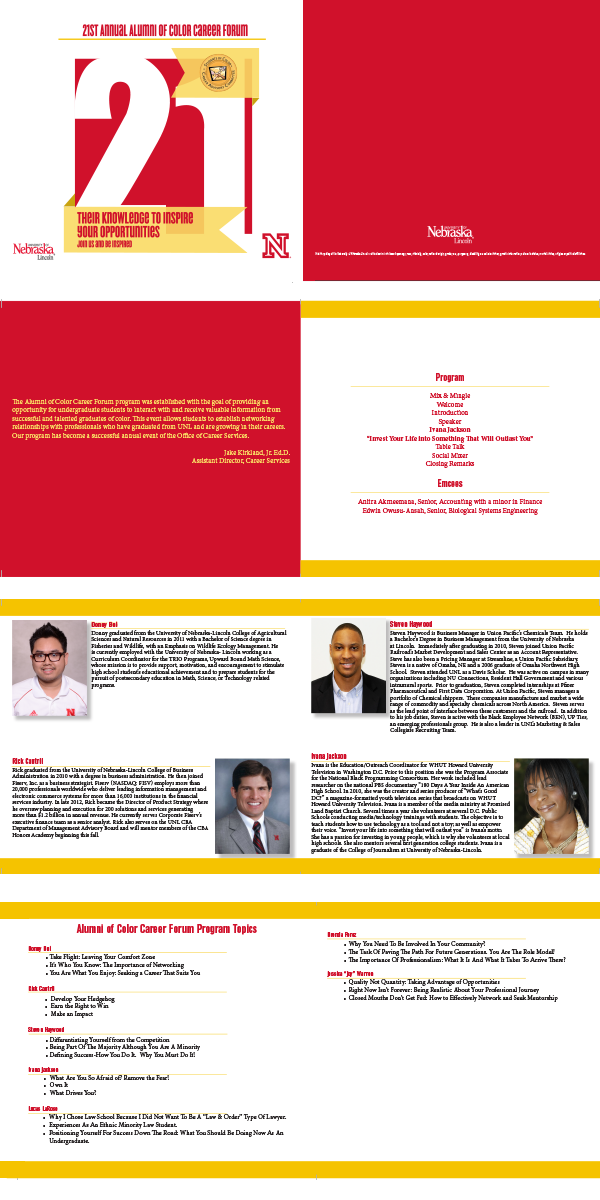 21ST ANNUAL ALUMNI OF COLOR CAREER FORUM
21
THEIR KNOWLEDGE TO INSPIRE
YOUR OPPORTUNITIES
JOIN US AND BE INSPIRED
Nebraska
Lincoln
N
Nebraska
Lincoln
The Alumni of Color Career Forum program was established with the goal of providing an
opportunity for undergraduate students to interact with and receive valuable information from
successful and talented graduates of color. This event allows students to establish networking
relationships with professionals who have graduated from UNL and are growing in their careers.
Our program has become a successful annual event of the Office of Career Services.
Jake Kirkland, Jr. Ed.D.
Assistant Director, Career Services
Program
Mix & Mingle
Welcome
Introduction
Speaker
Ivana Jackson
"Invest Your Life into Something That Will Outlast You"
Table Talk
Social Mixer
Closing Remarks
Emcees
Anitra Akmeemana, Senior, Accounting with a minor in Finance
Edwin Owusu-Ansah, Senior, Biological Systems Engineering
Donny Boi
Donny graduated from the University of Nebraska-Lincoln College of Agricultural
Sciences and Natural Resources in 2011 with a Bachelor of Science degree in
Fisheries and Wildlife, with an Emphasis on Wildlife Ecology Management. He
is currently employed with the University of Nebraska- Lincoln working as a
Curriculum Coordinator for the TRIO Programs, Upward Bound Math Science,
whose mission is to provide support, motivation, and encouragement to stimulate
high school students educational achievement and to prepare students for the
pursuit of postsecondary education in Math, Science, or Technology related
programs.
Steven Haywood
Steven Haywood is Business Manager in Union Pacific's Chemicals Team. He holds
a Bachelor's Degree in Business Management from the University of Nebraska
at Lincoln. Immediately after graduating in 2010, Steven joined Union Pacific
Railroad's Market Development and Sales Center as an Account Representative.
Steve has also been a Pricing Manager at Streamline, a Union Pacific Subsidiary.
Steven is a native of Omaha, NE and a 2006 graduate of Omaha Northwest High
School. Steven attended UNL as a Davis Scholar. He was active on campus in many
organizations including NU Connections, Resident Hall Government and various
intramural sports. Prior to graduation, Steven completed internships at Pfizer
Pharmaceutical and First Data Corporation. At Union Pacific, Steven manages a
portfolio of Chemical shippers. These companies manufacture and market a wide
range of commodity and specialty chemicals across North America. Steven serves
as the lead point of interface between these customers and the railroad. In addition
to his job duties, Steven is active with the Black Employee Network (BEN), UP Ties,
an emerging professionals group. He is also a leader in UNL's Marketing & Sales
Collegiate Recruiting Team.
Rick Castril
Rick graduated from the University of Nebraska-Lincoln College of Business
Administration in 2010 with a degree in business administration. He then joined
Fiserv, Inc. as a business strategist. Fiserv (NASDAQ: FISV) employs more than
20,000 professionals worldwide who deliver leading information management and
electronic commerce systems for more than 16,000 institutions in the financial
services industry. In late 2012, Rick became the Director of Product Strategy where
he oversaw planning and execution for 200 solutions and services generating
more than $1.2 billion in annual revenue. He currently serves Corporate Fiserv's
executive finance team as a senior analyst. Rick also serves on the UNL CBA
Department of Management Advisory Board and will mentor members of the CBA
Honors Academy beginning this fall.
Ivana Jackson
Ivana is the Education/Outreach Coordinator for WHUT Howard University
Television in Washington D.C. Prior to this position she was the Program Associate
for the National Black Programming Consortium. Her work included lead
researcher on the national PBS documentary "180 Days A Year Inside An American
High School. In 2010, she was the creator and series producer of "What's Good
DC?" a magazine-formatted youth television series that broadcasts on WHUT
Howard University Television. Ivana is a member of the media ministry at Promised
Land Baptist Church. Several times a year she volunteers at several D.C. Public
Schools conducting media/technology trainings with students. The objective is to
teach students how to use technology as a tool and not a toy; as well as empower
their voice. "Invest your life into something that will outlast you" is Ivana's motto.
She has a passion for investing in young people, which is why she volunteers at local
high schools. She also mentors several first generation college students. Ivana is a
graduate of the College of Journalism at University of Nebraska-Lincoln.
Alumni of Color Career Forum Program Topics
Donny Boi
• Take Flight: Leaving Your Comfort Zone
• It's Who You Know: The Importance of Networking
• You Are What You Enjoy: Seeking a Career That Suits You
Rick Castril
• Develop Your Hedgehog
• Earn the Right to Win
• Make an Impact
Steven Haywood
• Differentiating Yourself from the Competition
• Being Part Of The Majority Although You Are A Minority
• Defining Success-How You Do It. Why You Must Do It!
Ivana Jackson
• What Are You So Afraid of? Remove the Fear!
• Own It
• What Drives You?
Lucas LaRose
• Why I Chose Law School Because I Did Not Want To Be A "Law & Order" Type Of Lawyer.
• Experiences As An Ethnic Minority Law Student.
• Positioning Yourself For Success Down The Road: What You Should Be Doing Now As An
Undergraduate.
Brenda Perez
• Why You Need To Be Involved In Your Community!
• The Task Of Paving The Path For Future Generations. You Are The Role Model!
• The Importance Of Professionalism: What It Is And What It Takes To Arrive There?
Jessica "Jay" Warren
• Quality Not Quantity: Taking Advantage of Opportunities
• Right Now Isn't Forever: Being Realistic About Your Professional Journey
• Closed Mouths Don't Get Fed: How to Effectively Network and Seek Mentorship